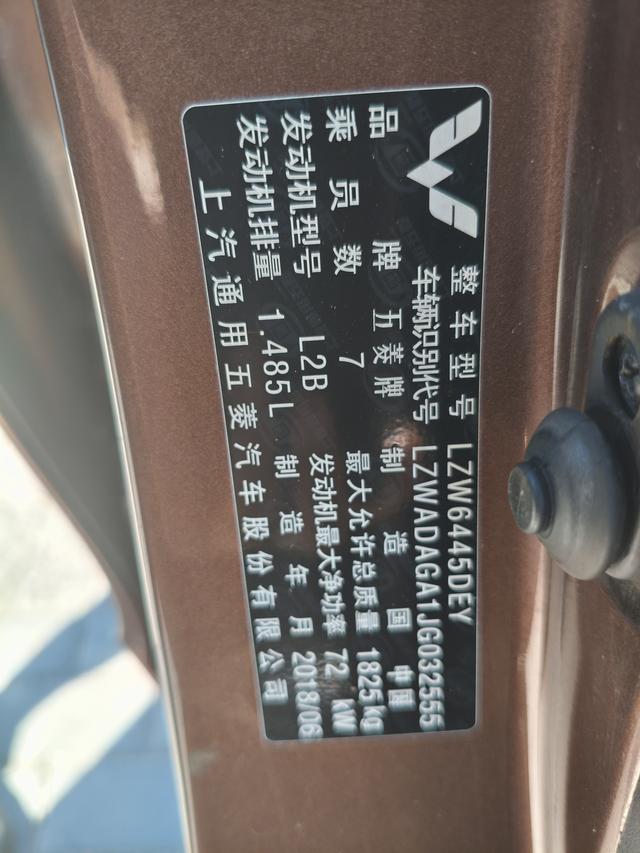 整车型号 LZW6445DEY
车辆识别代号 LZWADAGA1JG032555
品牌 五菱牌 制造国 中国
乘员数 7 最大允许总质量 1825kg
发动机型号 L2B 发动机最大净功率 72 kW
发动机排量 1.485L 制造年月 2018/06
上汽通用五菱汽车股份有限公司